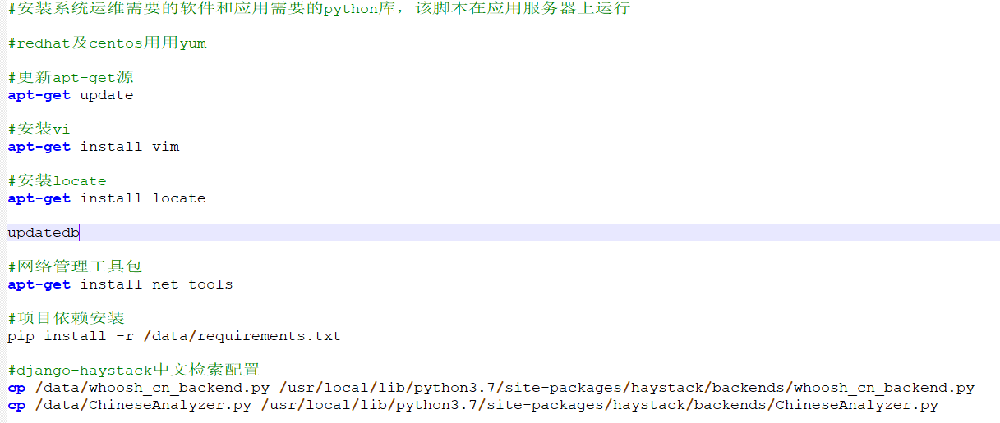 #安装系统运维需要的软件和应用需要的python库，该脚本在应用服务器上运行
#redhat及centos用用yum
#更新apt-get源
apt-get update
#安装vi
apt-get install vim
#安装locate
apt-get install locate
updatedb
#网络管理工具包
apt-get install net-tools
#项目依赖安装
pip install -r /data/requirements.txt
#django-haystack中文检索配置
cp /data/whoosh_cn_backend.py /usr/local/lib/python3.7/site-packages/haystack/backends/whoosh_cn_backend.py
cp /data/ChineseAnalyzer.py /usr/local/lib/python3.7/site-packages/haystack/backends/ChineseAnalyzer.py